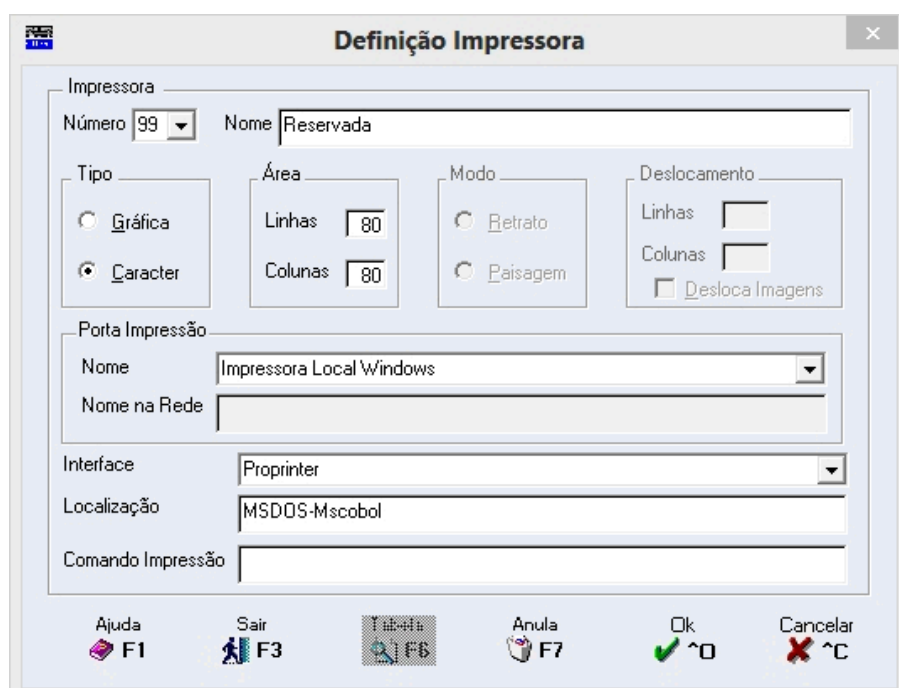 Definição Impressora
Impressora
Número 99 Nome Reservada
Tipo Área Modo Deslocamento
Gráfica Linhas 80 Retrato Linhas
Caracter Colunas 80 Paisagem Colunas
Desloca Imagens
Porta Impressão
Nome Impressora Local Windows
Nome na Rede
Interface Proprinter
Localização MSDOS-Mscobol
Comando Impressão
Ajuda Sair Anula Ok Cancelar
F1 F3 F6 F7 ^O ^C